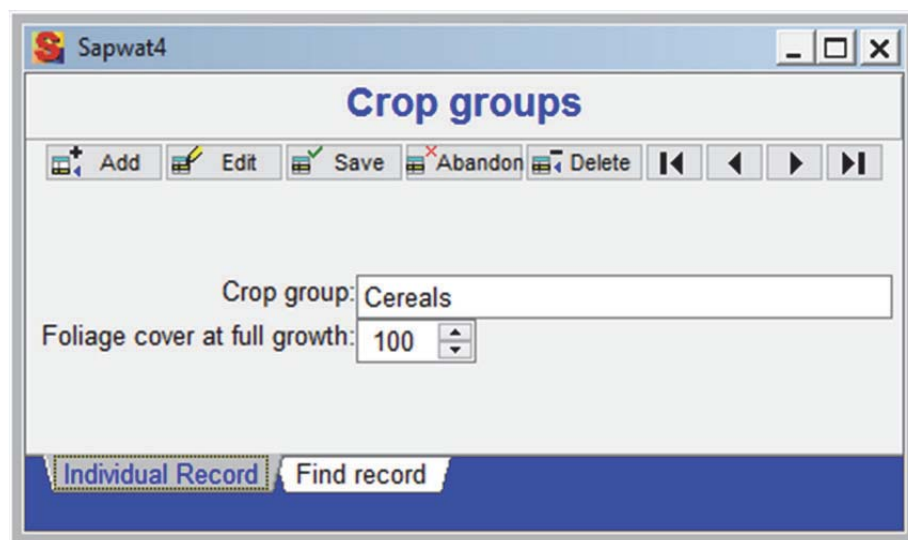 Sapwat4
Crop groups
Add Edit Save Abandon Delete
Crop group: Cereals
Foliage cover at full growth: 100
Individual Record Find record